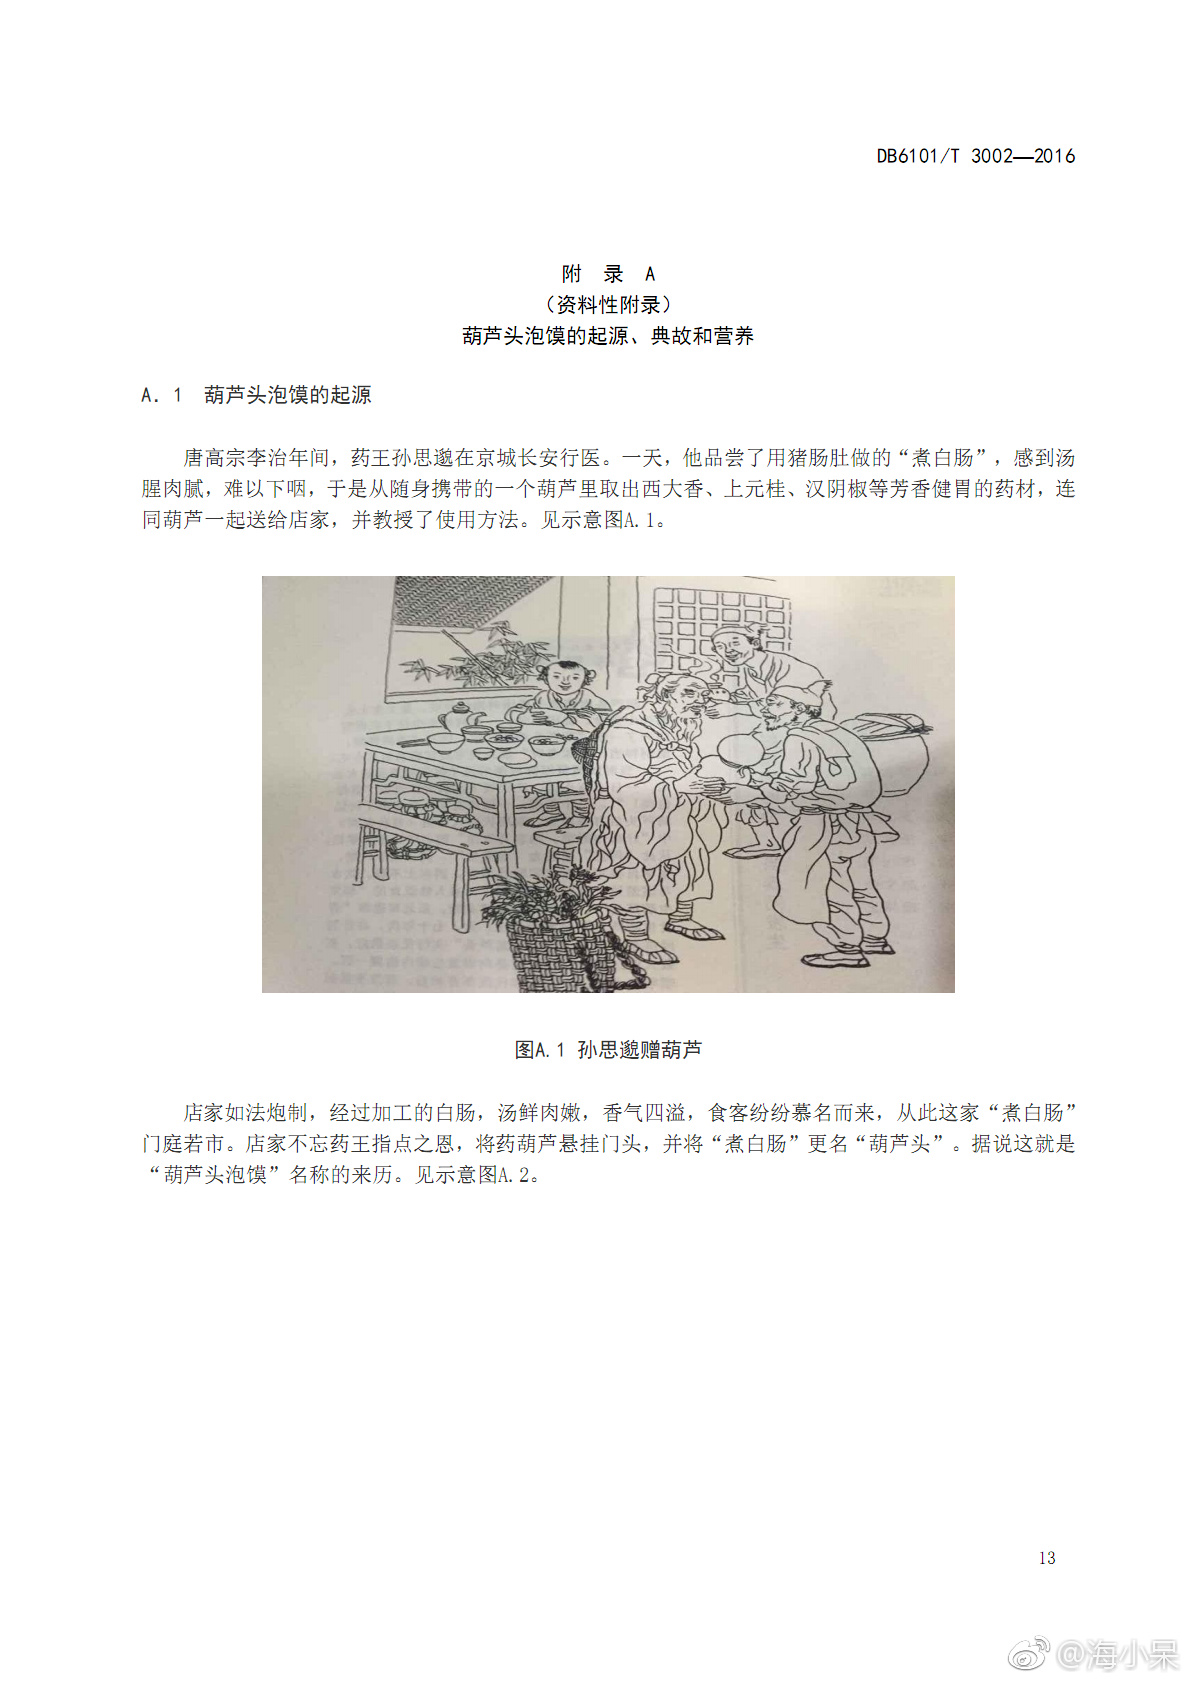 DB6101/T 3002—2016
附 录 A
（资料性附录）
葫芦头泡馍的起源、典故和营养
A．1 葫芦头泡馍的起源
唐高宗李治年间，药王孙思邈在京城长安行医。一天，他品尝了用猪肠肚做的“煮白肠”，感到汤
腥肉腻，难以下咽，于是从随身携带的一个葫芦里取出西大香、上元桂、汉阴椒等芳香健胃的药材，连
同葫芦一起送给店家，并教授了使用方法。见示意图A.1。
图A.1 孙思邈赠葫芦
店家如法炮制，经过加工的白肠，汤鲜肉嫩，香气四溢，食客纷纷慕名而来，从此这家“煮白肠”
门庭若市。店家不忘药王指点之恩，将药葫芦悬挂门头，并将“煮白肠”更名“葫芦头”。据说这就是
“葫芦头泡馍”名称的来历。见示意图A.2。
13
@海小呆